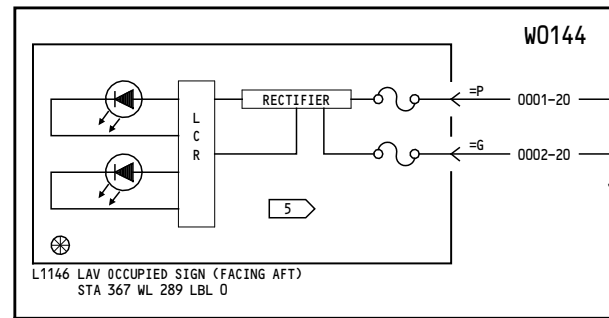 W0144
RECTIFIER
=P
0001-20
L
C
R
=G
0002-20
5
L1146 LAV OCCUPIED SIGN (FACING AFT)
STA 367 WL 289 LBL 0